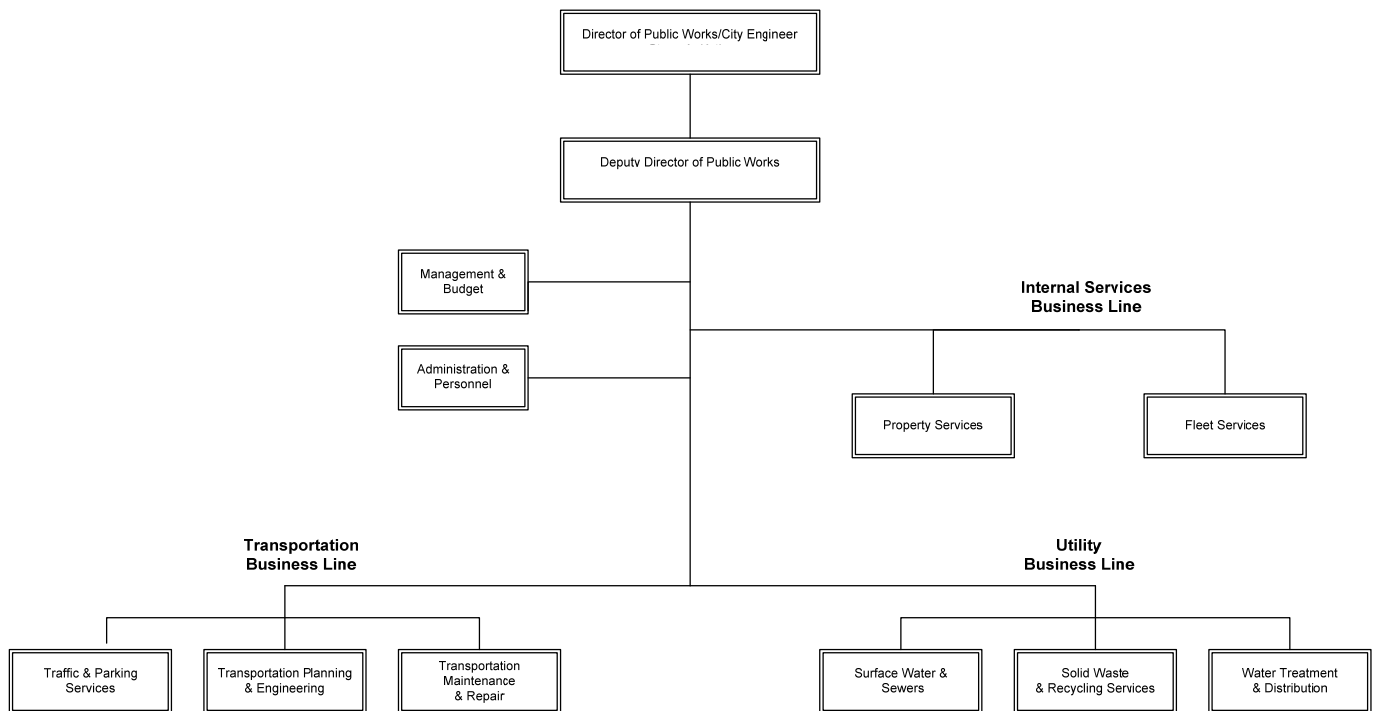 Director of Public Works/City Engineer
Deputy Director of Public Works
Management &
Budget
Internal Services
Business Line
Administration &
Personnel
Property Services
Fleet Services
Transportation
Business Line
Utility
Business Line
Traffic & Parking
Services
Transportation Planning
& Engineering
Transportation
Maintenance
& Repair
Surface Water &
Sewers
Solid Waste
& Recycling Services
Water Treatment
& Distribution